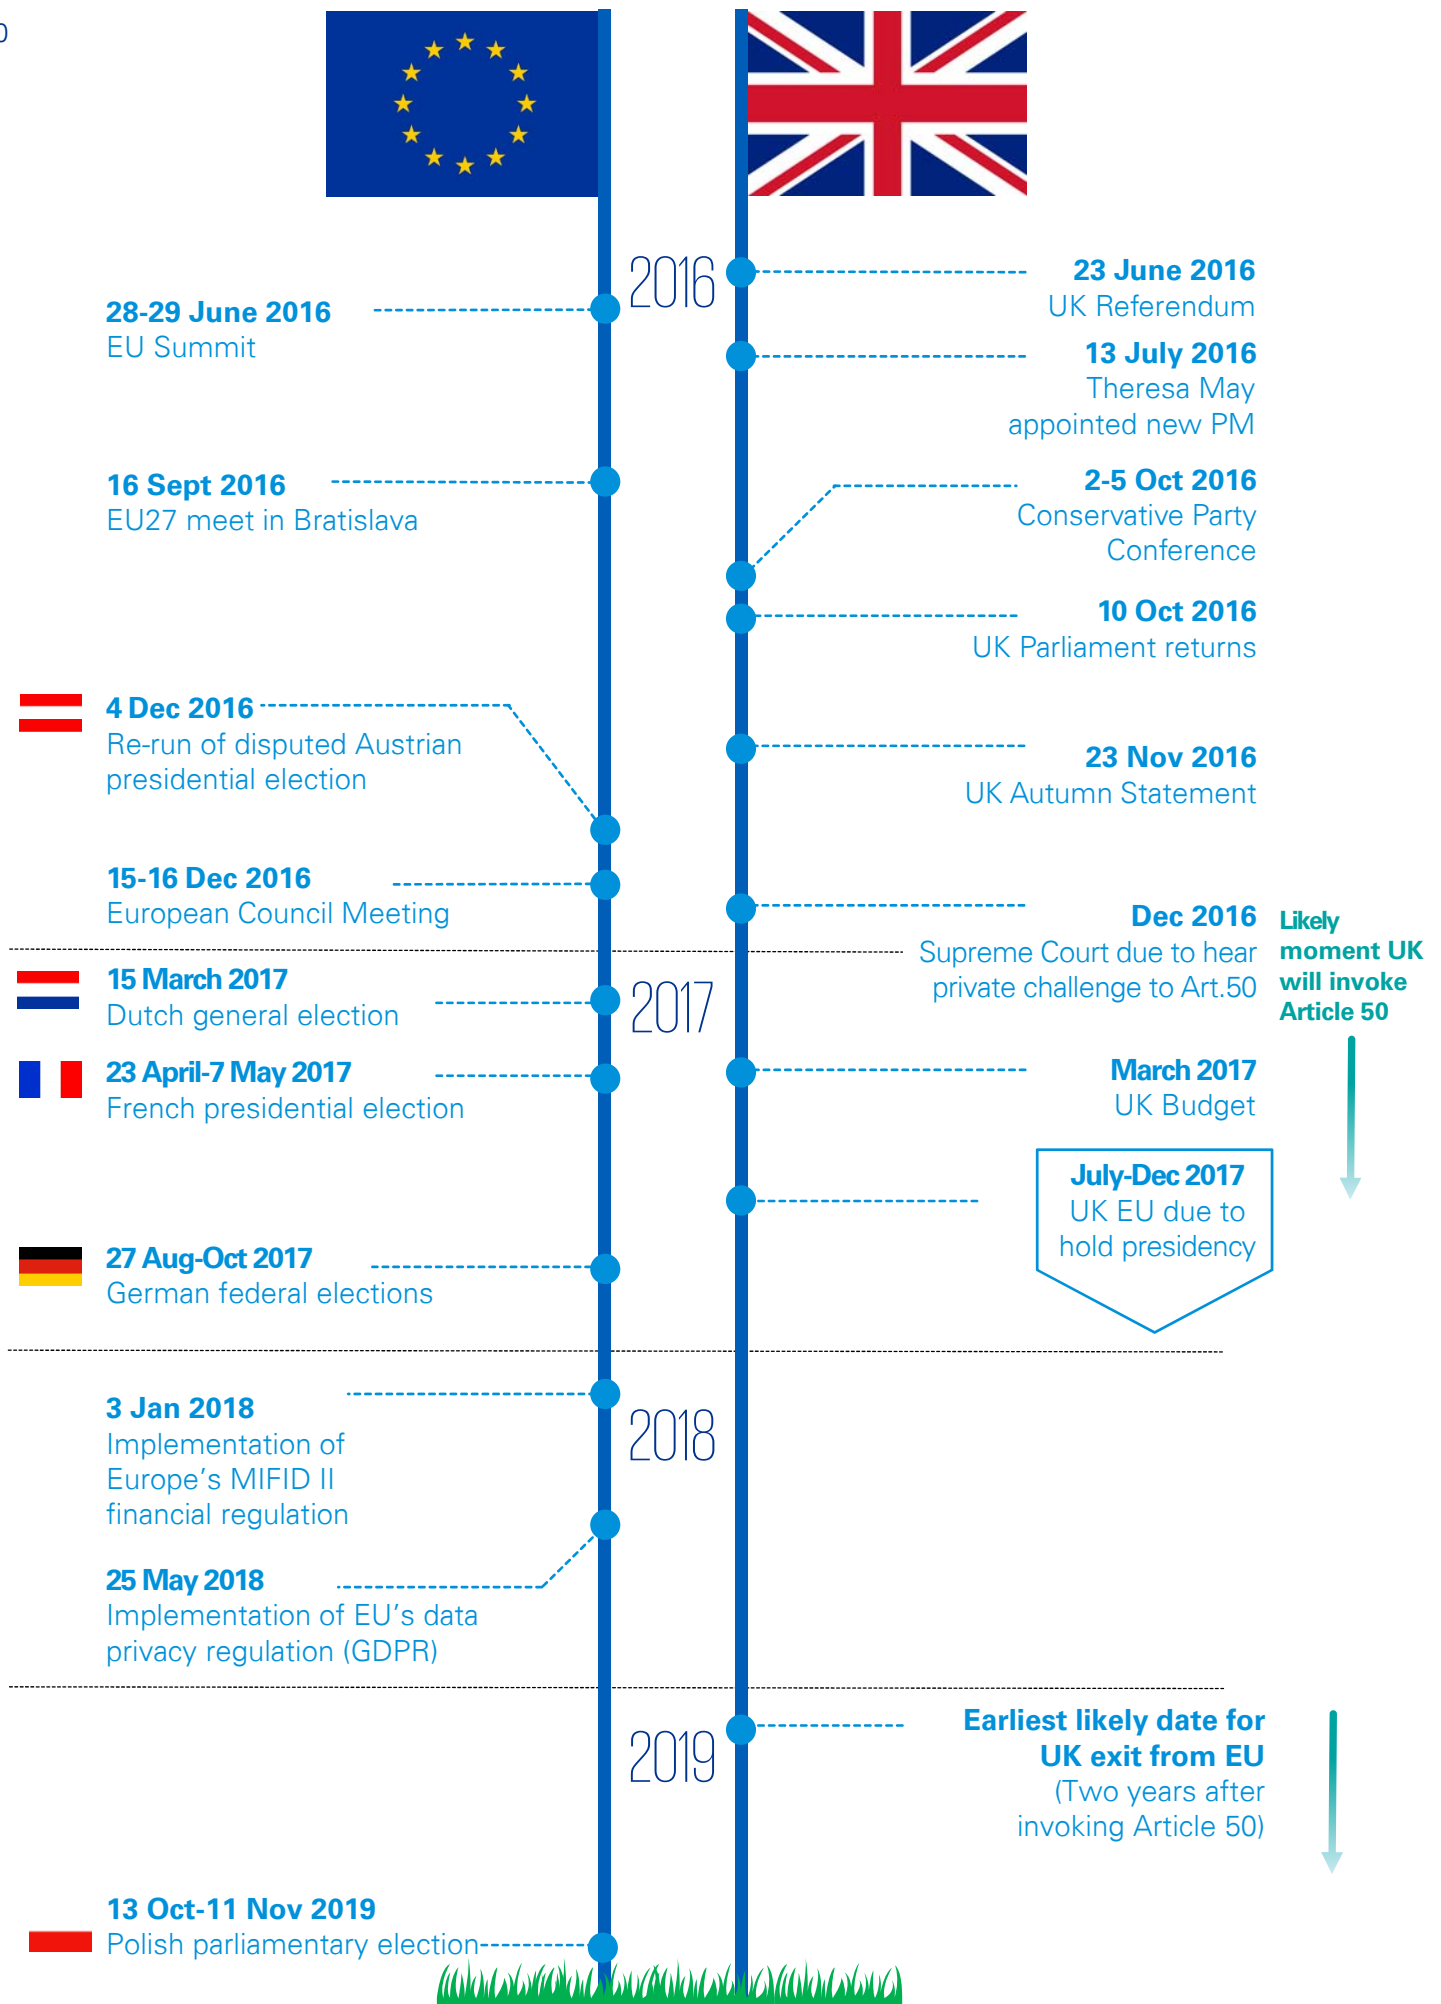 0
2016
23 June 2016
UK Referendum
28-29 June 2016
EU Summit
13 July 2016
Theresa May
appointed new PM
16 Sept 2016
EU27 meet in Bratislava
2-5 Oct 2016
Conservative Party
Conference
10 Oct 2016
UK Parliament returns
4 Dec 2016
Re-run of disputed Austrian
presidential election
23 Nov 2016
UK Autumn Statement
15-16 Dec 2016
European Council Meeting
Dec 2016
Supreme Court due to hear
private challenge to Art.50
Likely
moment UK
will invoke
Article 50
2017
15 March 2017
Dutch general election
23 April-7 May 2017
French presidential election
March 2017
UK Budget
July-Dec 2017
UK EU due to
hold presidency
27 Aug-Oct 2017
German federal elections
2018
3 Jan 2018
Implementation of
Europe's MIFID II
financial regulation
25 May 2018
Implementation of EU's data
privacy regulation (GDPR)
2019
Earliest likely date for
UK exit from EU
(Two years after
invoking Article 50)
13 Oct-11 Nov 2019
Polish parliamentary election